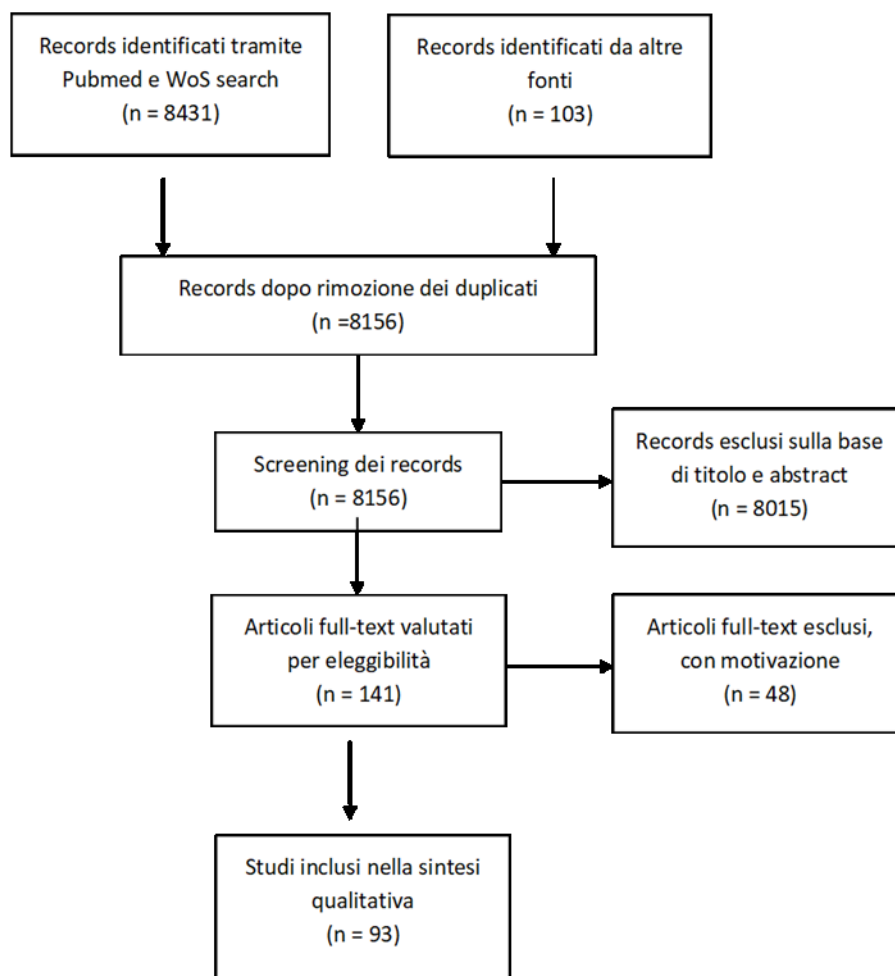 Records identificati tramite
Pubmed e WoS search
(n = 8431)
Records identificati da altre
fonti
(n = 103)
Records dopo rimozione dei duplicati
(n =8156)
Screening dei records
(n = 8156)
Records esclusi sulla base
di titolo e abstract
(n = 8015)
Articoli full-text valutati
per eleggibilità
(n = 141)
Articoli full-text esclusi,
con motivazione
(n = 48)
Studi inclusi nella sintesi
qualitativa
(n = 93)